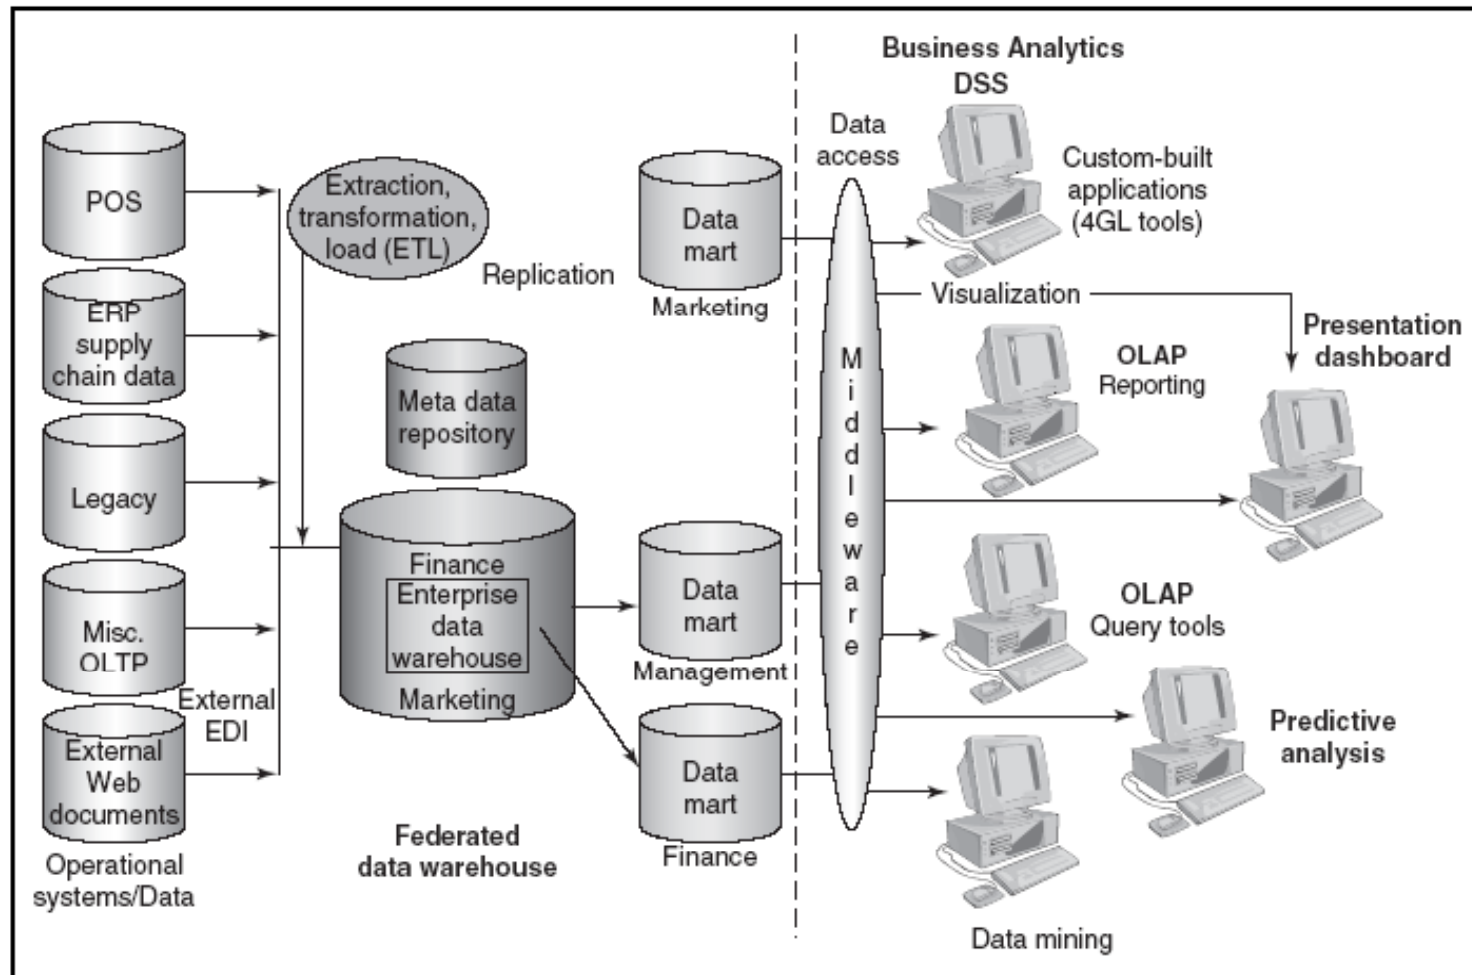 Business Analytics
DSS
Data
access
Custom-built
applications
(4GL tools)
POS
Extraction,
transformation,
load (ETL)
Replication
Data
mart
Marketing
ERP
supply
chain data
Visualization
Presentation
dashboard
OLAP
Reporting
Meta data
repository
Middleware
Legacy
Finance
Enterprise
data
warehouse
Marketing
Data
mart
Management
OLAP
Query tools
Misc.
OLTP
External
EDI
External
Web
documents
Operational
systems/Data
Federated
data warehouse
Data
mart
Finance
Predictive
analysis
Data mining